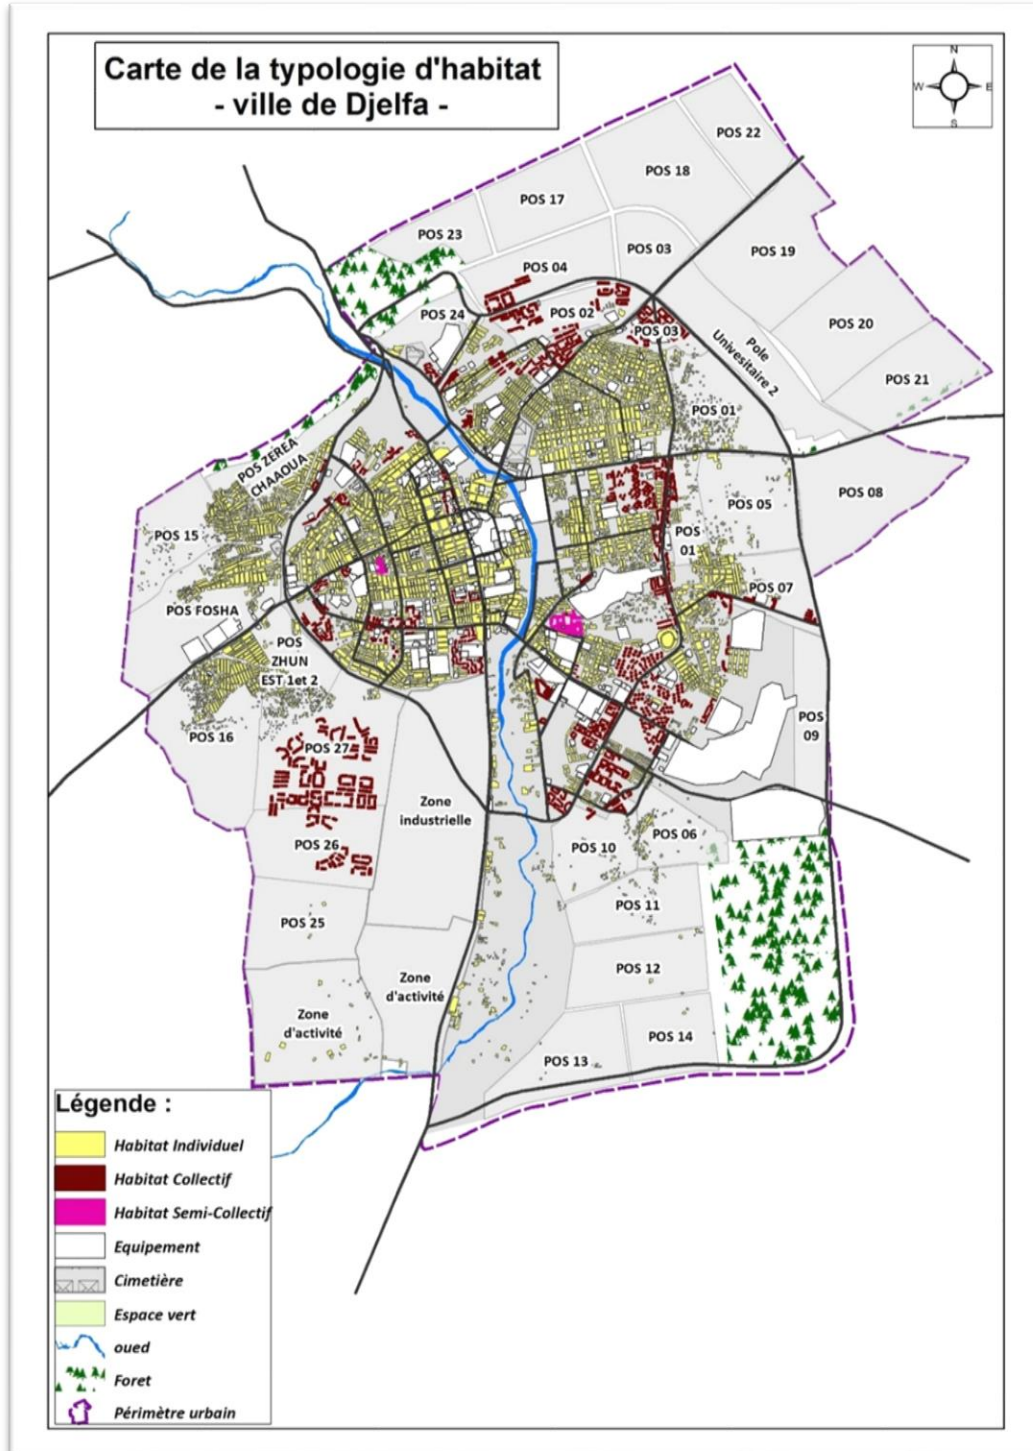 Carte de la typologie d'habitat
- ville de Djelfa -
N
W
E
S
POS 22
POS 18
POS 17
POS 23
POS 03
POS 19
POS 04
POS 24
POS 02
POS 03
POS 20
Pole
Univesitaire 2
POS 21
POS 01
POS ZEREA
CHAAOUA
POS 08
POS 05
POS 15
POS
01
POS 07
POS FOSHA
POS
ZHUN
EST 1et 2
POS
09
POS 16
POS 27
Zone
industrielle
POS 26
POS 10
POS 06
POS 11
POS 25
POS 12
Zone
d'activité
Zone
d'activité
POS 14
POS 13
Légende :
Habitat Individuel
Habitat Collectif
Habitat Semi-Collectif
Equipement
Cimetière
Espace vert
oued
Foret
Périmètre urbain